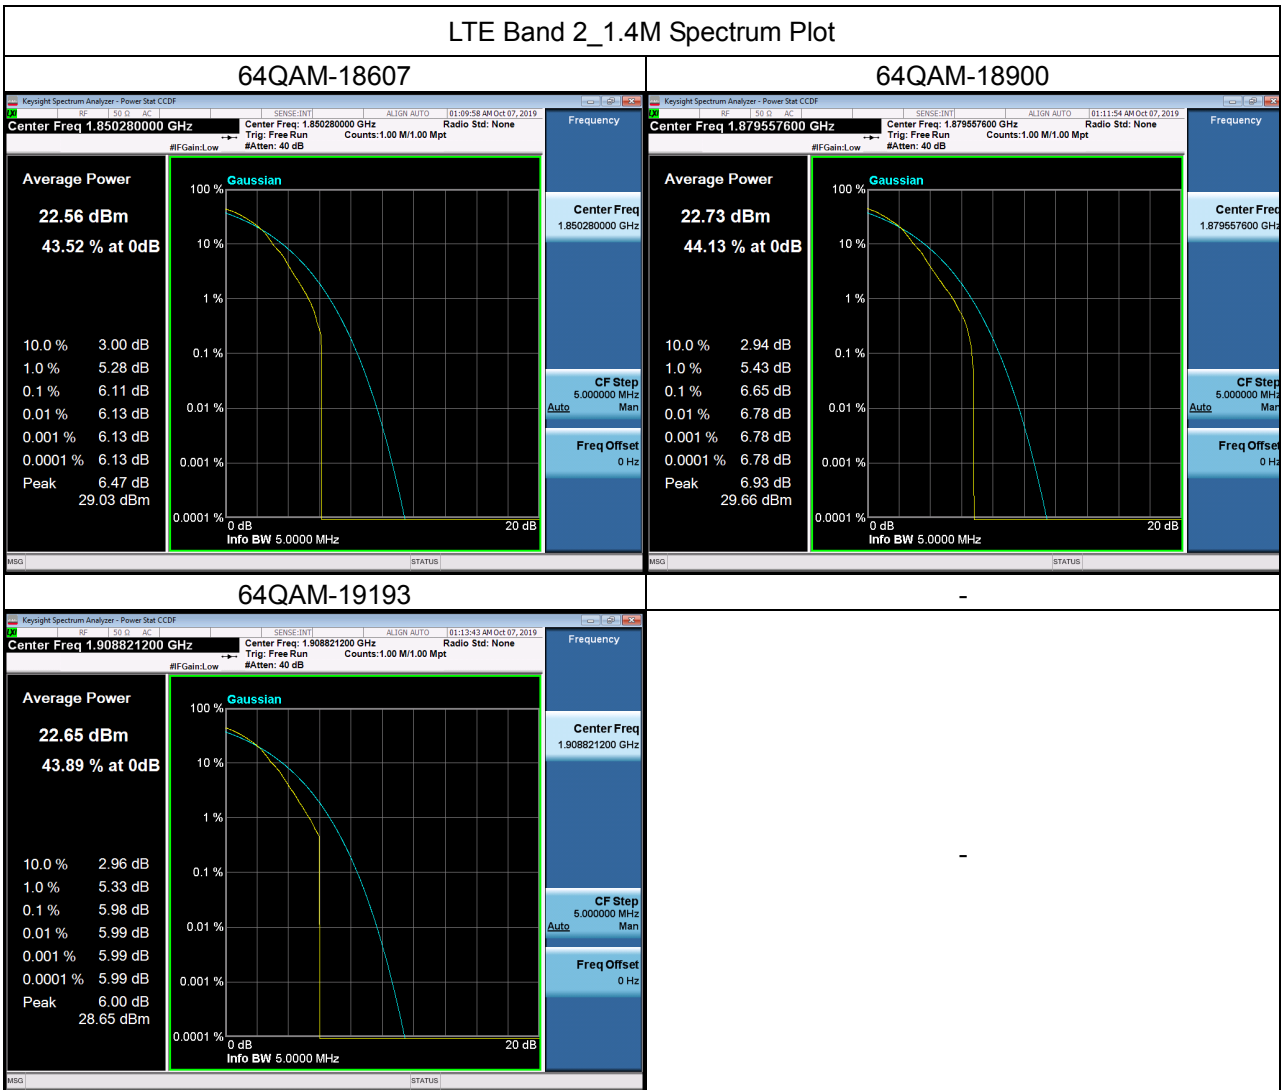 LTE Band 2_1.4M Spectrum Plot
64QAM-18607
64QAM-18900
Keysight Spectrum Analyzer - Power Stat CCDF
LXI RF 50 Ω AC SENSE:INT ALIGN AUTO 01:09:58 AM Oct 07, 2019
Center Freq 1.850280000 GHz
Center Freq: 1.850280000 GHz Radio Std: None
Trig: Free Run Counts:1.00 M/1.00 Mpt
#IFGain:Low #Atten: 40 dB
Frequency
Average Power
22.56 dBm
43.52 % at 0dB
10.0 % 3.00 dB
1.0 % 5.28 dB
0.1 % 6.11 dB
0.01 % 6.13 dB
0.001 % 6.13 dB
0.0001 % 6.13 dB
Peak 6.47 dB
29.03 dBm
Gaussian
100 %
10 %
1 %
0.1 %
0.01 %
0.001 %
0.0001 %
0 dB 20 dB
Info BW 5.0000 MHz
Center Freq
1.850280000 GHz
CF Step
5.000000 MHz
Auto Man
Freq Offset
0 Hz
MSG STATUS
Keysight Spectrum Analyzer - Power Stat CCDF
LXI RF 50 Ω AC SENSE:INT ALIGN AUTO 01:11:54 AM Oct 07, 2019
Center Freq 1.879557600 GHz
Center Freq: 1.879557600 GHz Radio Std: None
Trig: Free Run Counts:1.00 M/1.00 Mpt
#IFGain:Low #Atten: 40 dB
Frequency
Average Power
22.73 dBm
44.13 % at 0dB
10.0 % 2.94 dB
1.0 % 5.43 dB
0.1 % 6.65 dB
0.01 % 6.78 dB
0.001 % 6.78 dB
0.0001 % 6.78 dB
Peak 6.93 dB
29.66 dBm
Gaussian
100 %
10 %
1 %
0.1 %
0.01 %
0.001 %
0.0001 %
0 dB 20 dB
Info BW 5.0000 MHz
Center Freq
1.879557600 GHz
CF Step
5.000000 MHz
Auto Man
Freq Offset
0 Hz
MSG STATUS
64QAM-19193
-
Keysight Spectrum Analyzer - Power Stat CCDF
LXI RF 50 Ω AC SENSE:INT ALIGN AUTO 01:13:43 AM Oct 07, 2019
Center Freq 1.908821200 GHz
Center Freq: 1.908821200 GHz Radio Std: None
Trig: Free Run Counts:1.00 M/1.00 Mpt
#IFGain:Low #Atten: 40 dB
Frequency
Average Power
22.65 dBm
43.89 % at 0dB
10.0 % 2.96 dB
1.0 % 5.33 dB
0.1 % 5.98 dB
0.01 % 5.99 dB
0.001 % 5.99 dB
0.0001 % 5.99 dB
Peak 6.00 dB
28.65 dBm
Gaussian
100 %
10 %
1 %
0.1 %
0.01 %
0.001 %
0.0001 %
0 dB 20 dB
Info BW 5.0000 MHz
Center Freq
1.908821200 GHz
CF Step
5.000000 MHz
Auto Man
Freq Offset
0 Hz
MSG STATUS
-